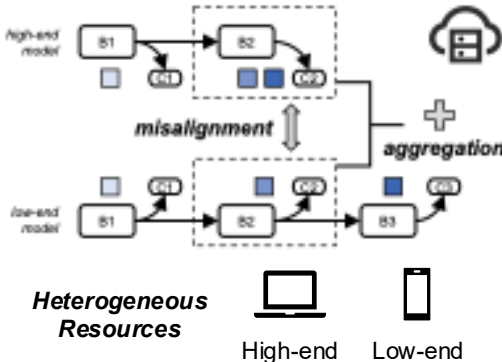 high-end
model
B1
B2
C1
C2
misalignment
aggregation
C1
C2
C3
low-end
model
B1
B2
B3
Heterogeneous
Resources
High-end
Low-end